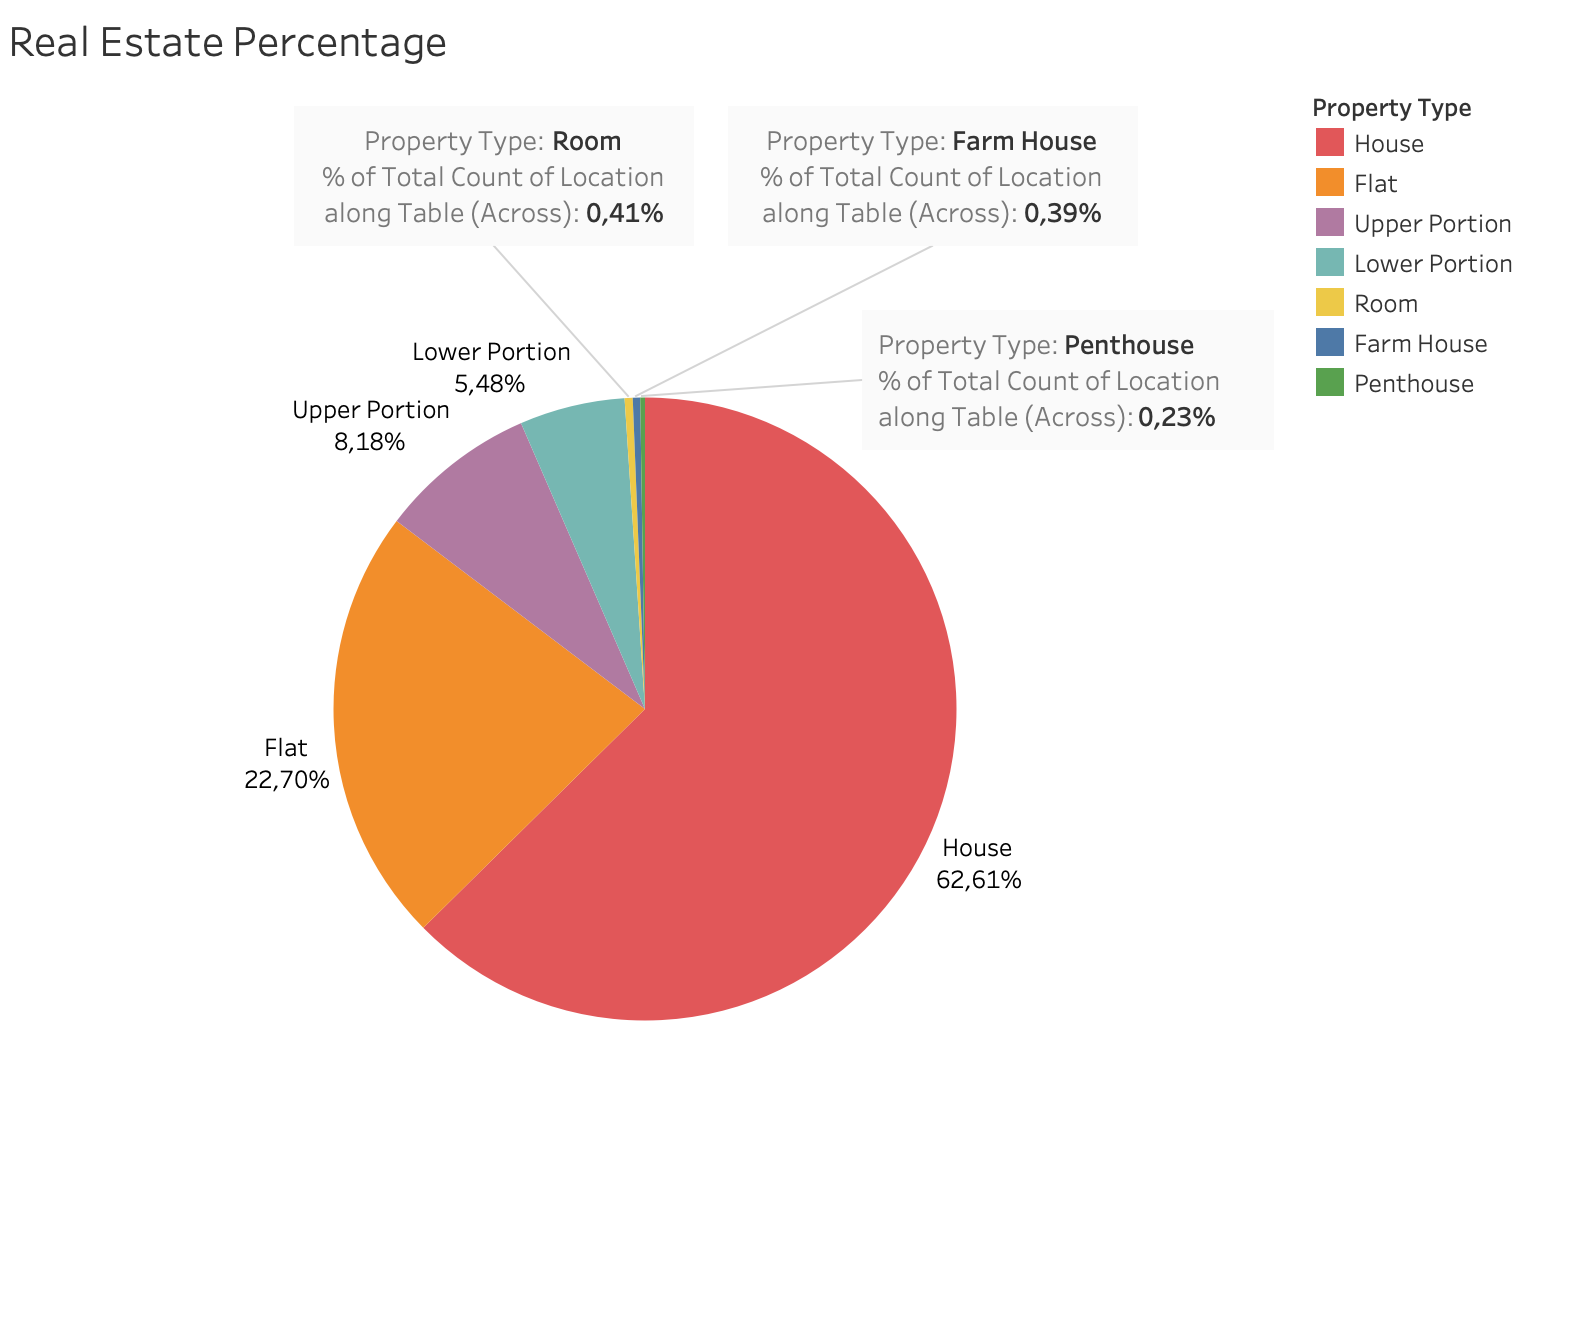 Real Estate Percentage
Property Type: Room
% of Total Count of Location
along Table (Across): 0,41%
Property Type: Farm House
% of Total Count of Location
along Table (Across): 0,39%
Property Type: Penthouse
% of Total Count of Location
along Table (Across): 0,23%
Lower Portion
5,48%
Upper Portion
8,18%
Flat
22,70%
House
62,61%
Property Type
House
Flat
Upper Portion
Lower Portion
Room
Farm House
Penthouse